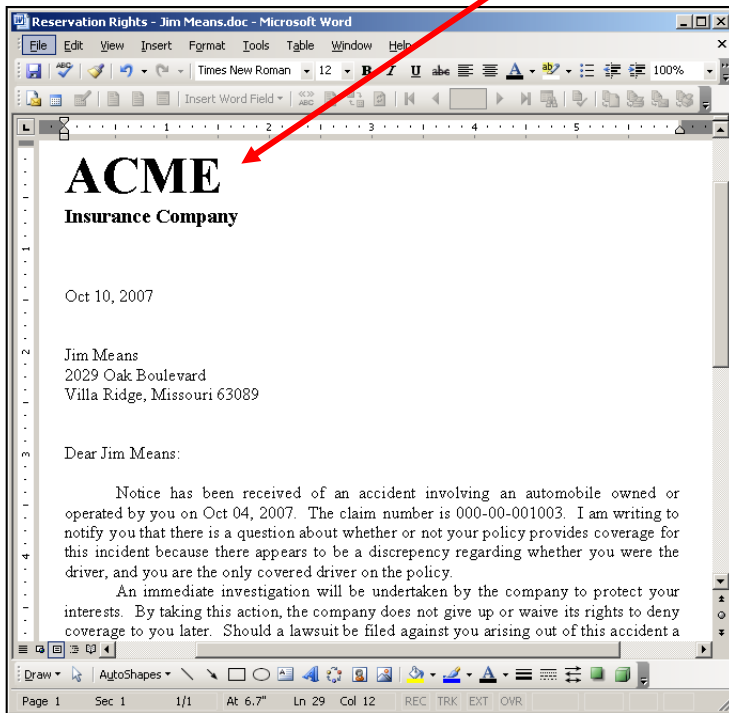 Reservation Rights - Jim Means.doc - Microsoft Word
File Edit View Insert Format Tools Table Window Help
Times New Roman 12 B I U abc A 100%
Insert Word Field
1 2 3 4 5
ACME
Insurance Company
Oct 10, 2007
Jim Means
2029 Oak Boulevard
Villa Ridge, Missouri 63089
Dear Jim Means:
Notice has been received of an accident involving an automobile owned or
operated by you on Oct 04, 2007. The claim number is 000-00-001003. I am writing to
notify you that there is a question about whether or not your policy provides coverage for
this incident because there appears to be a discrepency regarding whether you were the
driver, and you are the only covered driver on the policy.
An immediate investigation will be undertaken by the company to protect your
interests. By taking this action, the company does not give up or waive its rights to deny
coverage to you later. Should a lawsuit be filed against you arising out of this accident a
Draw AutoShapes
Page 1 Sec 1 1/1 At 6.7" Ln 29 Col 12 REC TRK EXT OVR